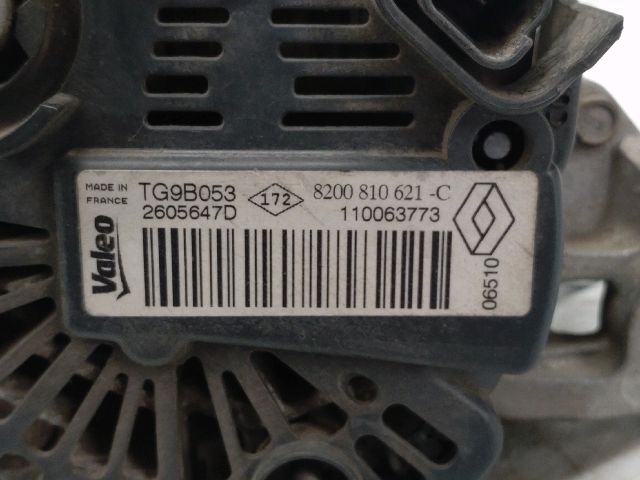 MADE IN
FRANCE
TG9B053
172
8200 810 621 -C
2605647D
110063773
Valeo
06510